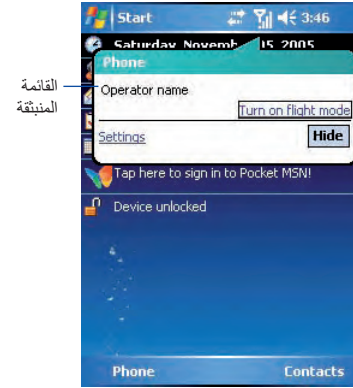 Start 3:46
Saturday, Novemb 15, 2005
Phone
القائمة
المنبثقة
Operator name
Turn on flight mode
Settings
Hide
Tap here to sign in to Pocket MSN!
Device unlocked
Phone Contacts